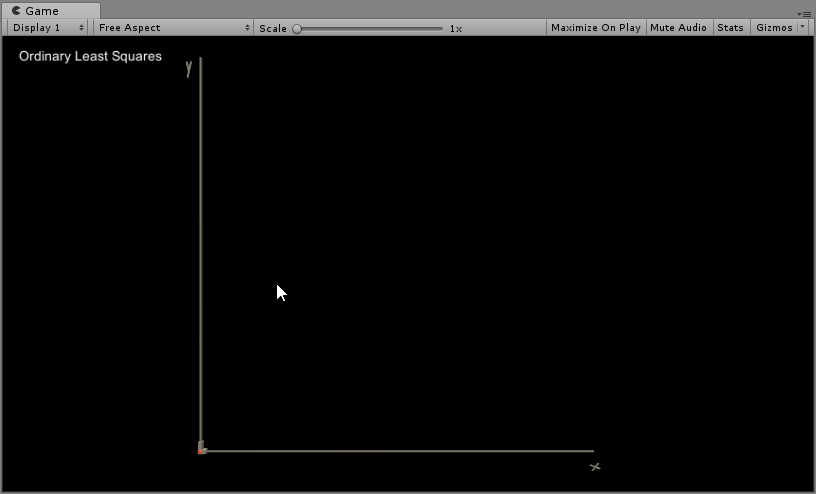 Game
Display 1 Free Aspect Scale 1x Maximize On Play Mute Audio Stats Gizmos
Ordinary Least Squares
y
x